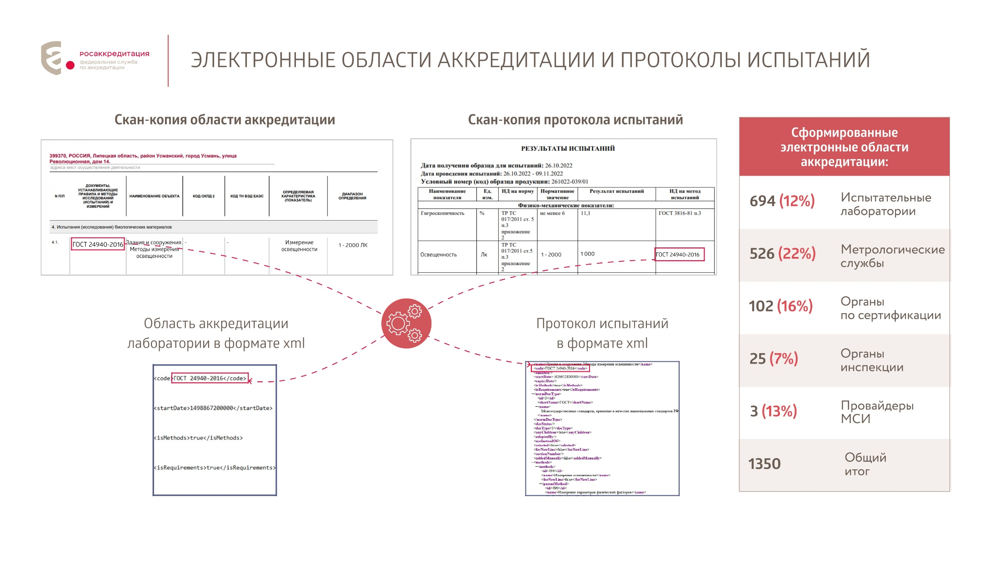 РОСАККРЕДИТАЦИЯ
федеральная служба
по аккредитации
ЭЛЕКТРОННЫЕ ОБЛАСТИ АККРЕДИТАЦИИ И ПРОТОКОЛЫ ИСПЫТАНИЙ
Скан-копия области аккредитации
399370, РОССИЯ, Липецкая область, район Усманский, город Усмань, улица
Революционная, дом 14.
адреса мест осуществления деятельности
N П/П
ДОКУМЕНТЫ,
УСТАНАВЛИВАЮЩИЕ
ПРАВИЛА И МЕТОДЫ
ИССЛЕДОВАНИЙ
(ИСПЫТАНИЙ) И
ИЗМЕРЕНИЙ
НАИМЕНОВАНИЕ ОБЪЕКТА
КОД ОКПД 2
КОД ТН ВЭД ЕАЭС
ОПРЕДЕЛЯЕМАЯ
ХАРАКТЕРИСТИКА
(ПОКАЗАТЕЛЬ)
ДИАПАЗОН
ОПРЕДЕЛЕНИЯ
4. Испытания (исследования) биологических материалов
4.1.
ГОСТ 24940-2016
Здания и сооружения.
Методы измерения
освещенности
-
-
Измерение
освещенности
1 - 2000 ЛК
Скан-копия протокола испытаний
РЕЗУЛЬТАТЫ ИСПЫТАНИЙ
Дата получения образца для испытаний: 26.10.2022
Дата проведения испытаний: 26.10.2022 - 09.11.2022
Условный номер (код) образца продукции: 261022-039/01
Наименование
показателя
Ед.
изм.
НД на норму
Нормативное
значение
Результат испытаний
НД на метод
испытаний
Физико-механические показатели:
Гигроскопичность
%
ТР ТС
017/2011 ст. 5
п.3
приложение
2
не менее 6
11,1
ГОСТ 3816-81 п.3
Освещенность
Лк
ТР ТС
017/2011 ст.5
п.3
приложение
2
1 - 2000
1 000
ГОСТ 24940-2016
Область аккредитации
лаборатории в формате xml
<code>ГОСТ 24940-2016</code>
<startDate>1498867200000</startDate>
<isMethods>true</isMethods>
<isRequirements>true</isRequirements>
Протокол испытаний
в формате xml
<name>Здания и сооружения. Методы измерения освещенности</name>
<code>ГОСТ 24940-2016</code>
<endDate/>
<startDate>1626652800000</startDate>
<expiryDate/>
<isMethods>true</isMethods>
<isRequirements>true</isRequirements>
—<normDocType>
<id>3</id>
<shortName>ГОСТ</shortName>
—<name>
Межгосударственные стандарты, принятые в качестве национальных стандартов РФ
</name>
</normDocType>
<docStatus/>
<docType>3</docType>
<anyChildren>false</anyChildren>
<adoptedBy/>
<useInsteadOf/>
<selected>false</selected>
<forNewLine>false</forNewLine>
<sectionNumber/>
<addedManually>false</addedManually>
—<methods>
—<methods>
<id>494</id>
<name>Измерение освещенности</name>
<forNewLine>false</forNewLine>
—<parentMethod>
<id>490</id>
<name>Измерение параметров физических факторов</name>
Сформированные
электронные области
аккредитации:
694 (12%)
Испытательные
лаборатории
526 (22%)
Метрологические
службы
102 (16%)
Органы
по сертификации
25 (7%)
Органы
инспекции
3 (13%)
Провайдеры
МСИ
1350
Общий
итог